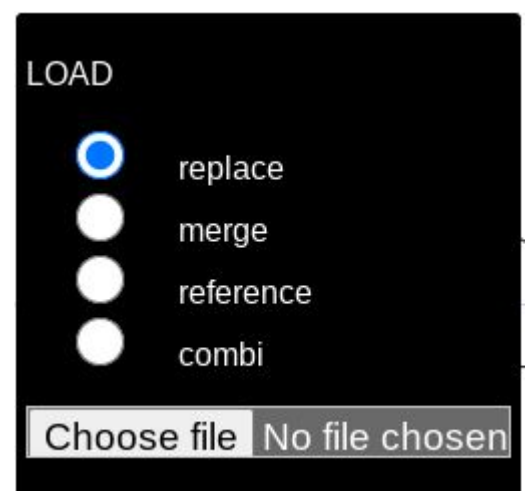 LOAD
replace
merge
reference
combi
Choose file No file chosen